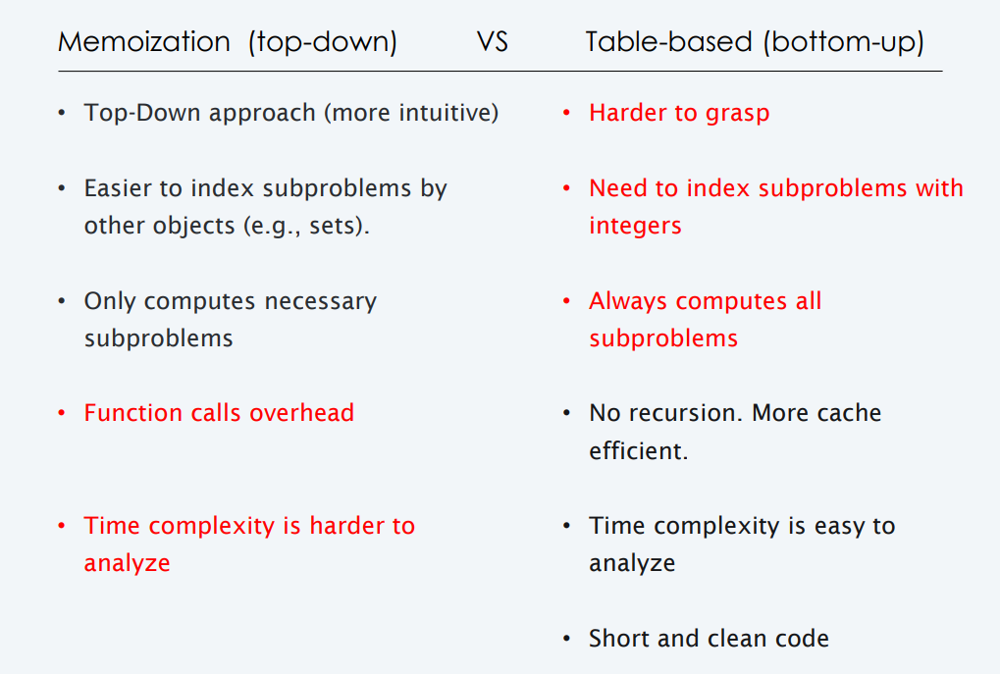 Memoization (top-down) VS Table-based (bottom-up)
• Top-Down approach (more intuitive)
• Easier to index subproblems by
other objects (e.g., sets).
• Only computes necessary
subproblems
• Function calls overhead
• Time complexity is harder to
analyze
• Harder to grasp
• Need to index subproblems with
integers
• Always computes all
subproblems
• No recursion. More cache
efficient.
• Time complexity is easy to
analyze
• Short and clean code